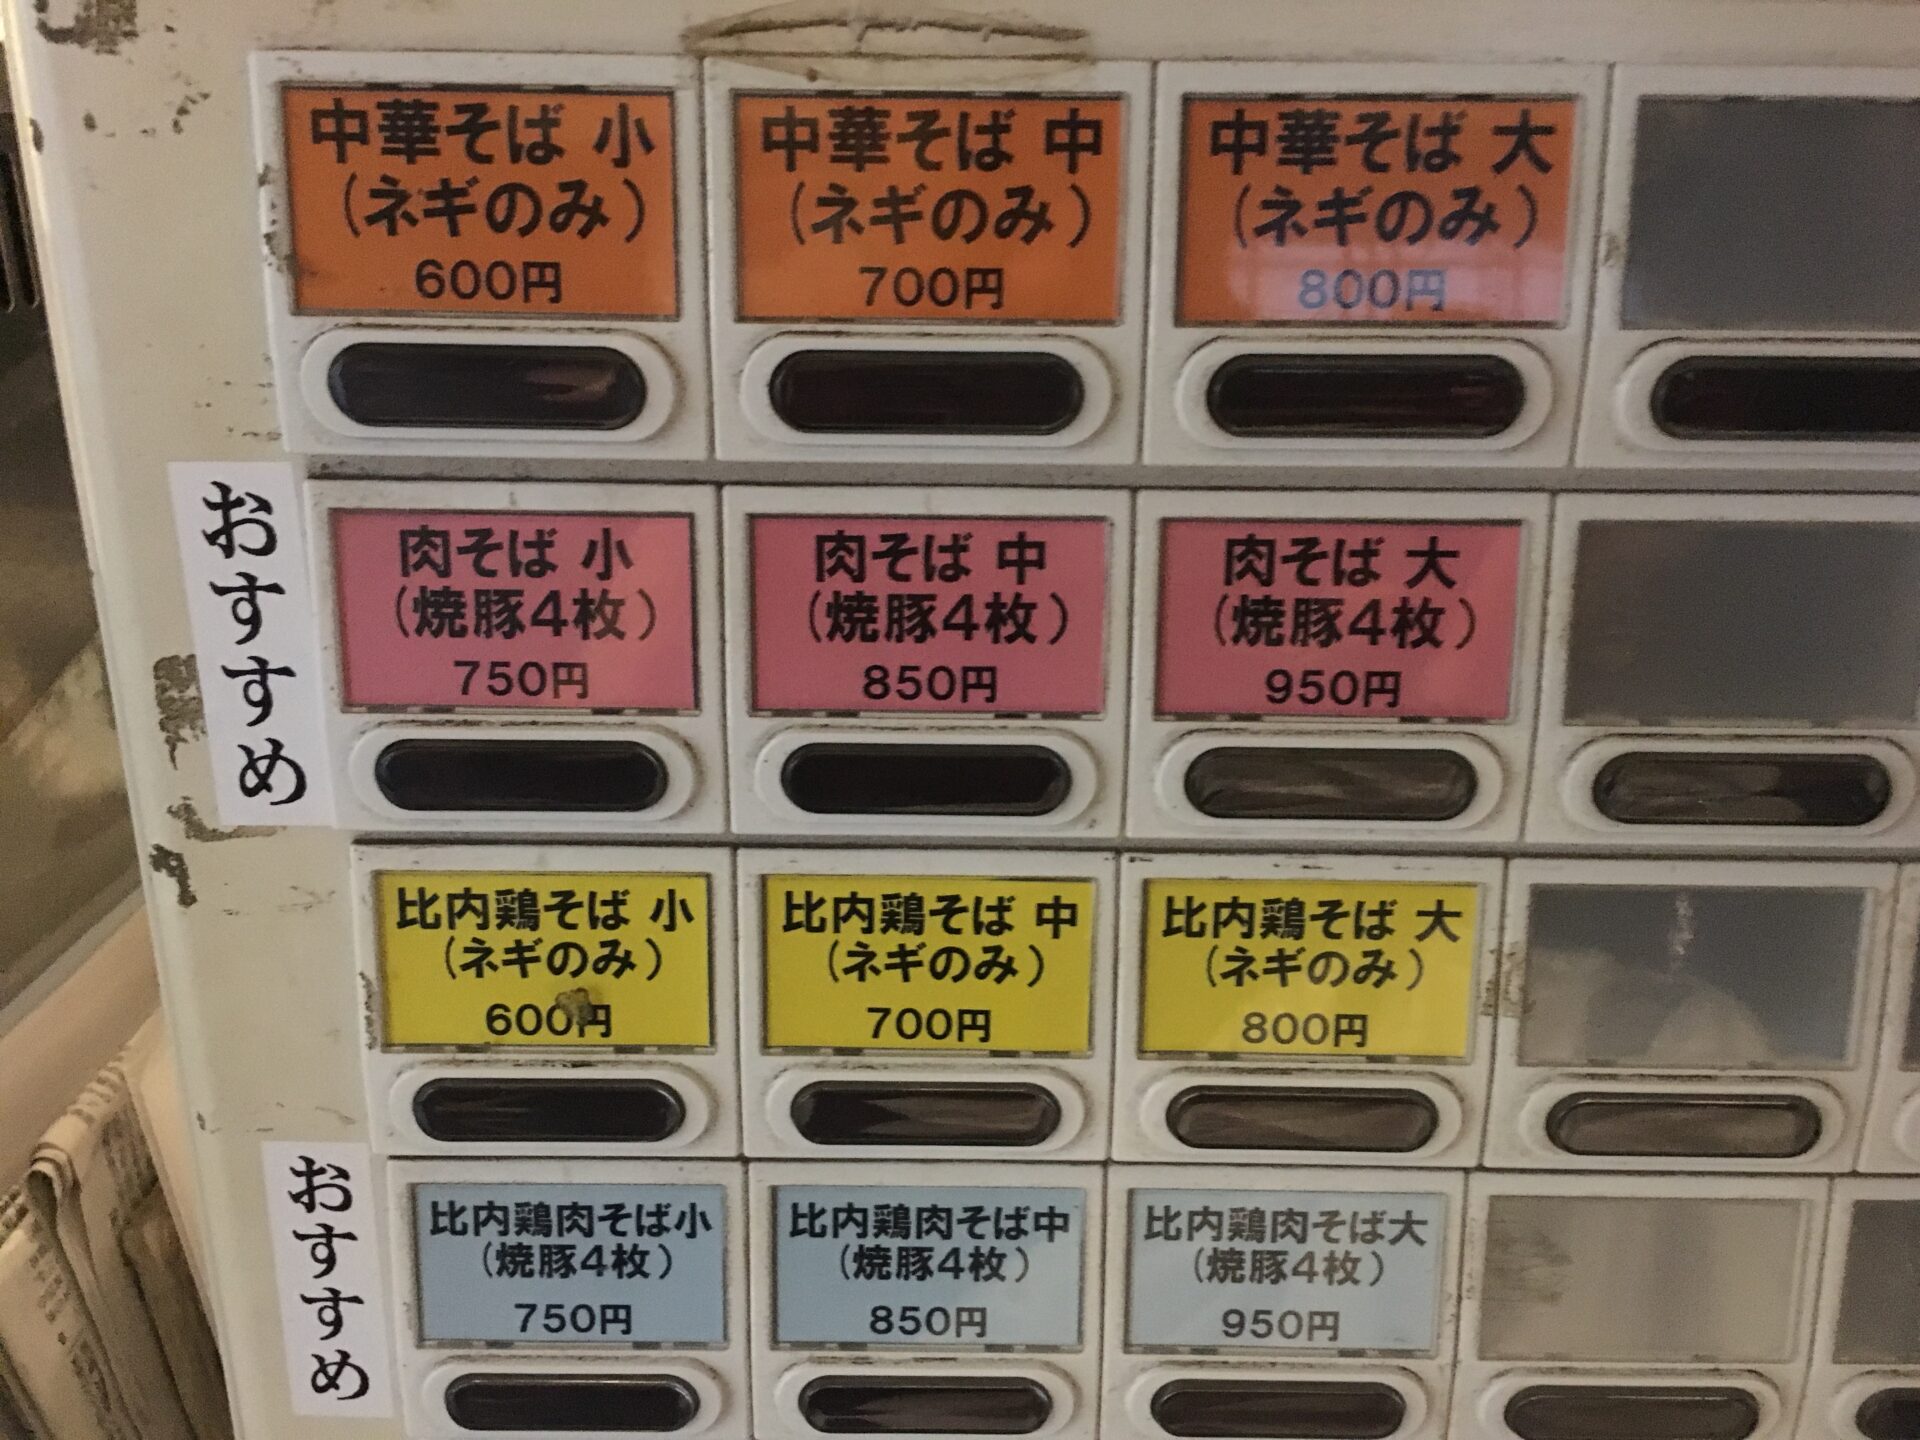 中華そば 小
(ネギのみ)
600円
中華そば 中
(ネギのみ)
700円
中華そば 大
(ネギのみ)
800円
おすすめ
肉そば 小
(焼豚4枚)
750円
肉そば 中
(焼豚4枚)
850円
肉そば 大
(焼豚4枚)
950円
比内鶏そば 小
(ネギのみ)
600円
比内鶏そば 中
(ネギのみ)
700円
比内鶏そば 大
(ネギのみ)
800円
おすすめ
比内鶏肉そば小
(焼豚4枚)
750円
比内鶏肉そば中
(焼豚4枚)
850円
比内鶏肉そば大
(焼豚4枚)
950円